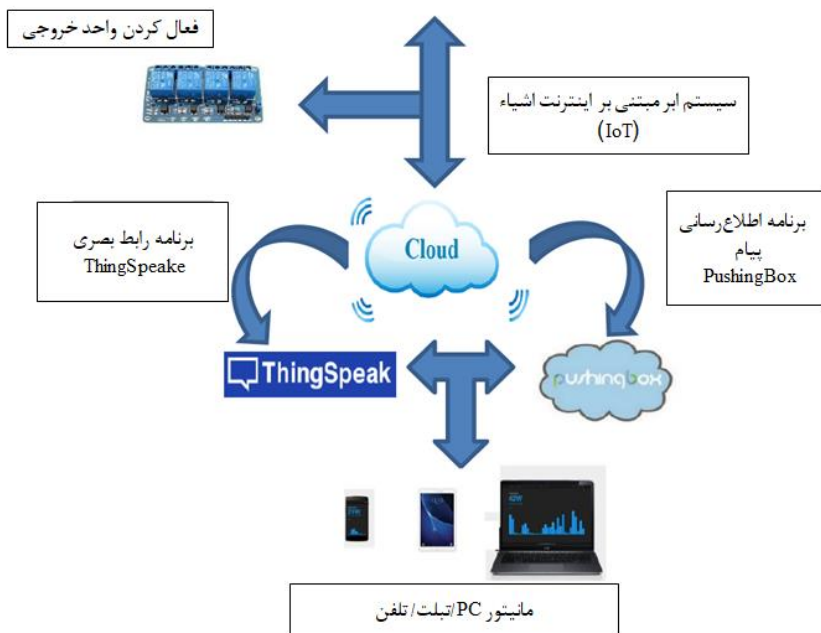 فعال کردن واحد خروجی
سیستم ابر مبتنی بر اینترنت اشیاء
(IoT)
برنامه رابط بصری
ThingSpeake
Cloud
برنامه اطلاع‌رسانی
پیام
PushingBox
ThingSpeak
pushingbox
مانیتور PC/تبلت/ تلفن